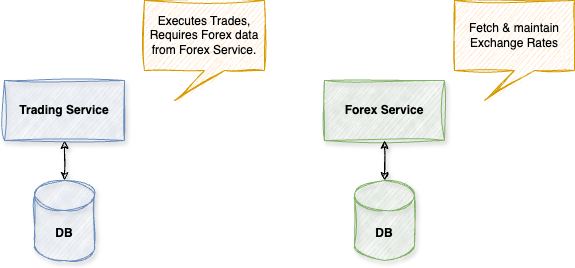 Executes Trades,
Requires Forex data
from Forex Service.
Fetch & maintain
Exchange Rates
Trading Service
Forex Service
DB
DB